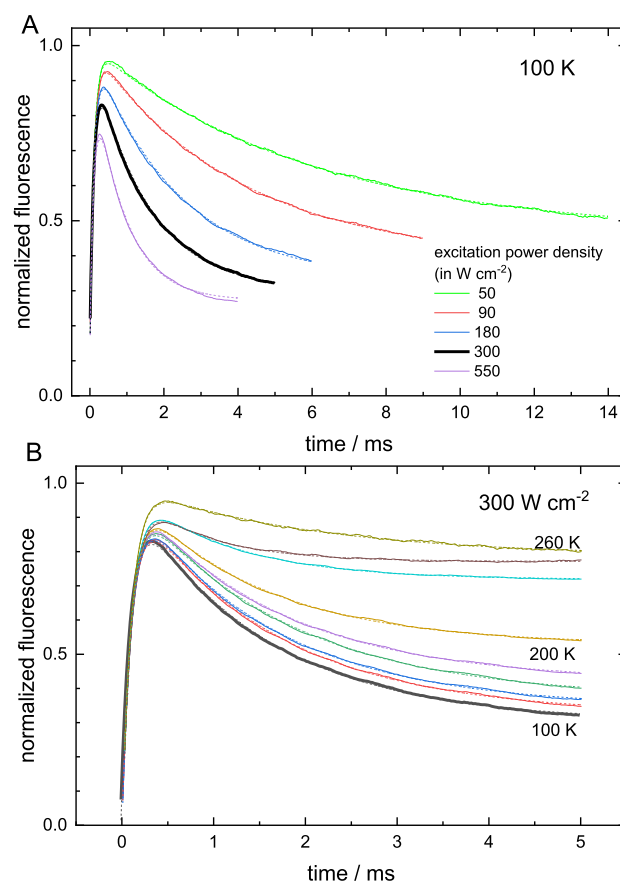 A
100 K
1.0
0.5
0.0
normalized fluorescence
excitation power density
(in W cm-2)
50
90
180
300
550
0 2 4 6 8 10 12 14
time / ms
B
300 W cm-2
1.0
0.5
0.0
normalized fluorescence
260 K
200 K
100 K
0 1 2 3 4 5
time / ms